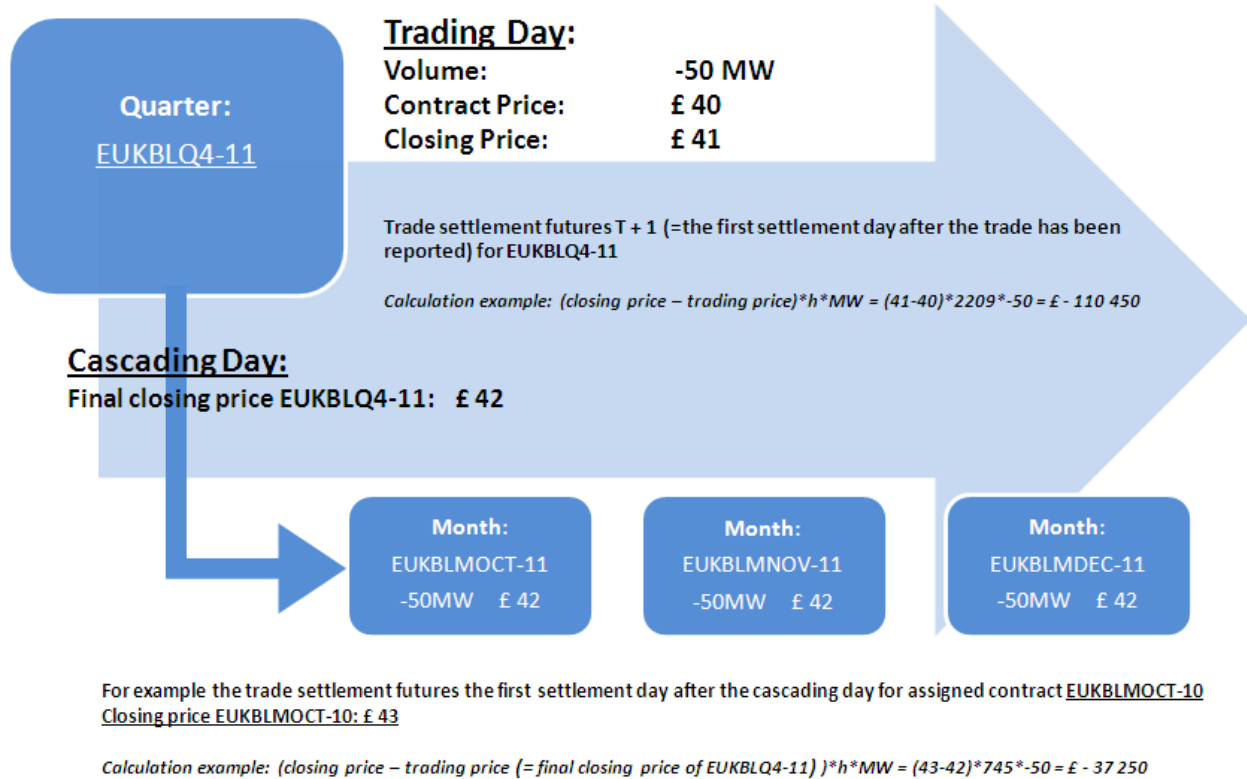 Quarter:
EUKBLQ4-11
Trading Day:
Volume: -50 MW
Contract Price: £ 40
Closing Price: £ 41
Trade settlement futures T + 1 (=the first settlement day after the trade has been
reported) for EUKBLQ4-11
Calculation example: (closing price – trading price)*h*MW = (41-40)*2209*-50 = £ - 110 450
Cascading Day:
Final closing price EUKBLQ4-11: £ 42
Month:
EUKBLMOCT-11
-50MW £ 42
Month:
EUKBLMNOV-11
-50MW £ 42
Month:
EUKBLMDEC-11
-50MW £ 42
For example the trade settlement futures the first settlement day after the cascading day for assigned contract EUKBLMOCT-10
Closing price EUKBLMOCT-10: £ 43
Calculation example: (closing price – trading price (= final closing price of EUKBLQ4-11) )*h*MW = (43-42)*745*-50 = £ - 37 250